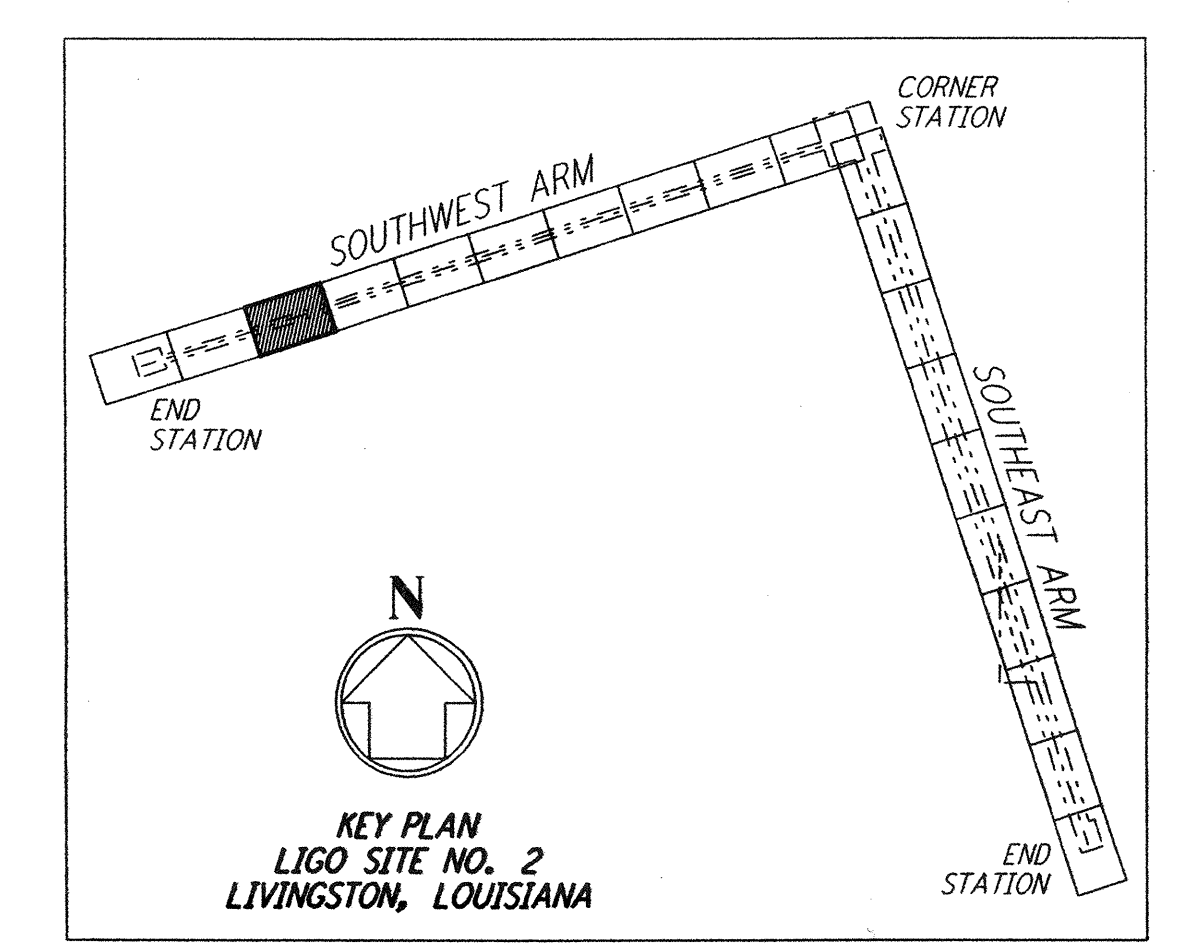 CORNER
STATION
SOUTHWEST ARM
END
STATION
SOUTHEAST ARM
N
KEY PLAN
LIGO SITE NO. 2
LIVINGSTON, LOUISIANA
END
STATION